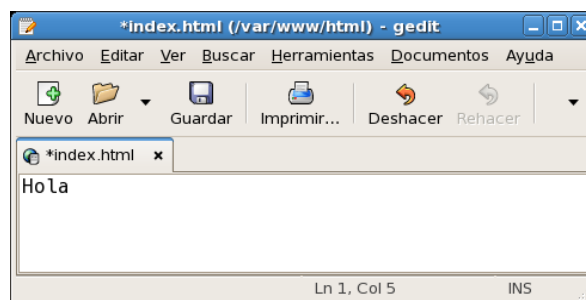 *index.html (/var/www/html) - gedit
Archivo Editar Ver Buscar Herramientas Documentos Ayuda
Nuevo Abrir Guardar Imprimir... Deshacer Rehacer
*index.html
Hola
Ln 1, Col 5 INS